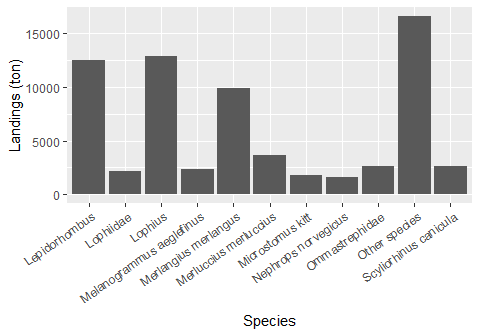 Landings (ton)
15000
10000
5000
0
Lepidorhombus
Lophiidae
Lophius
Melanogrammus aeglefinus
Merlangius merlangus
Merluccius merluccius
Microstomus kitt
Nephrops norvegicus
Ommastrephidae
Other species
Scyliorhinus canicula
Species